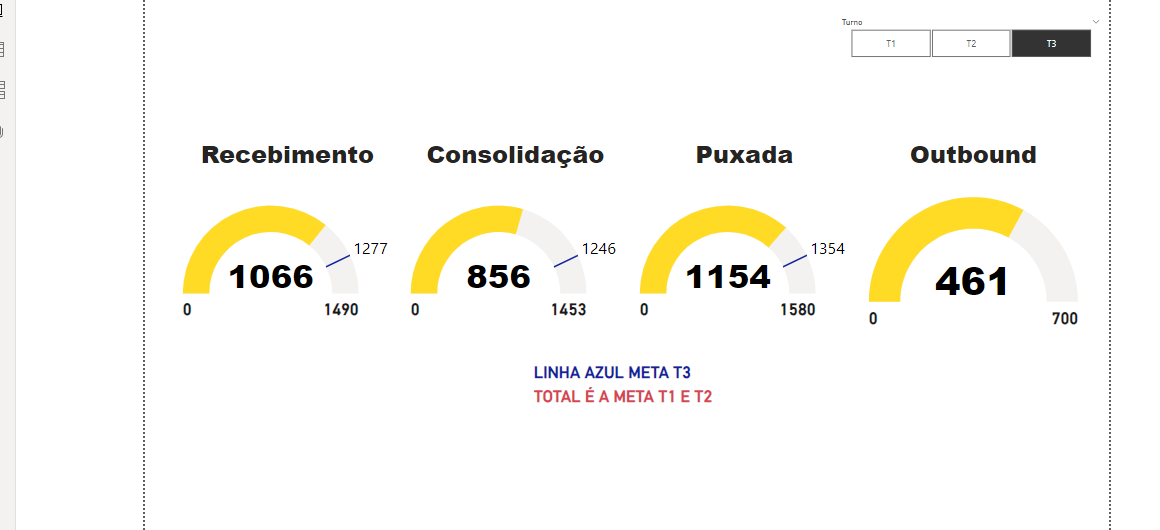 Turno
T1 T2 T3
Recebimento Consolidação Puxada Outbound
1277 1246 1354
1066 856 1154 461
0 1490 0 1453 0 1580 0 700
LINHA AZUL META T3
TOTAL É A META T1 E T2